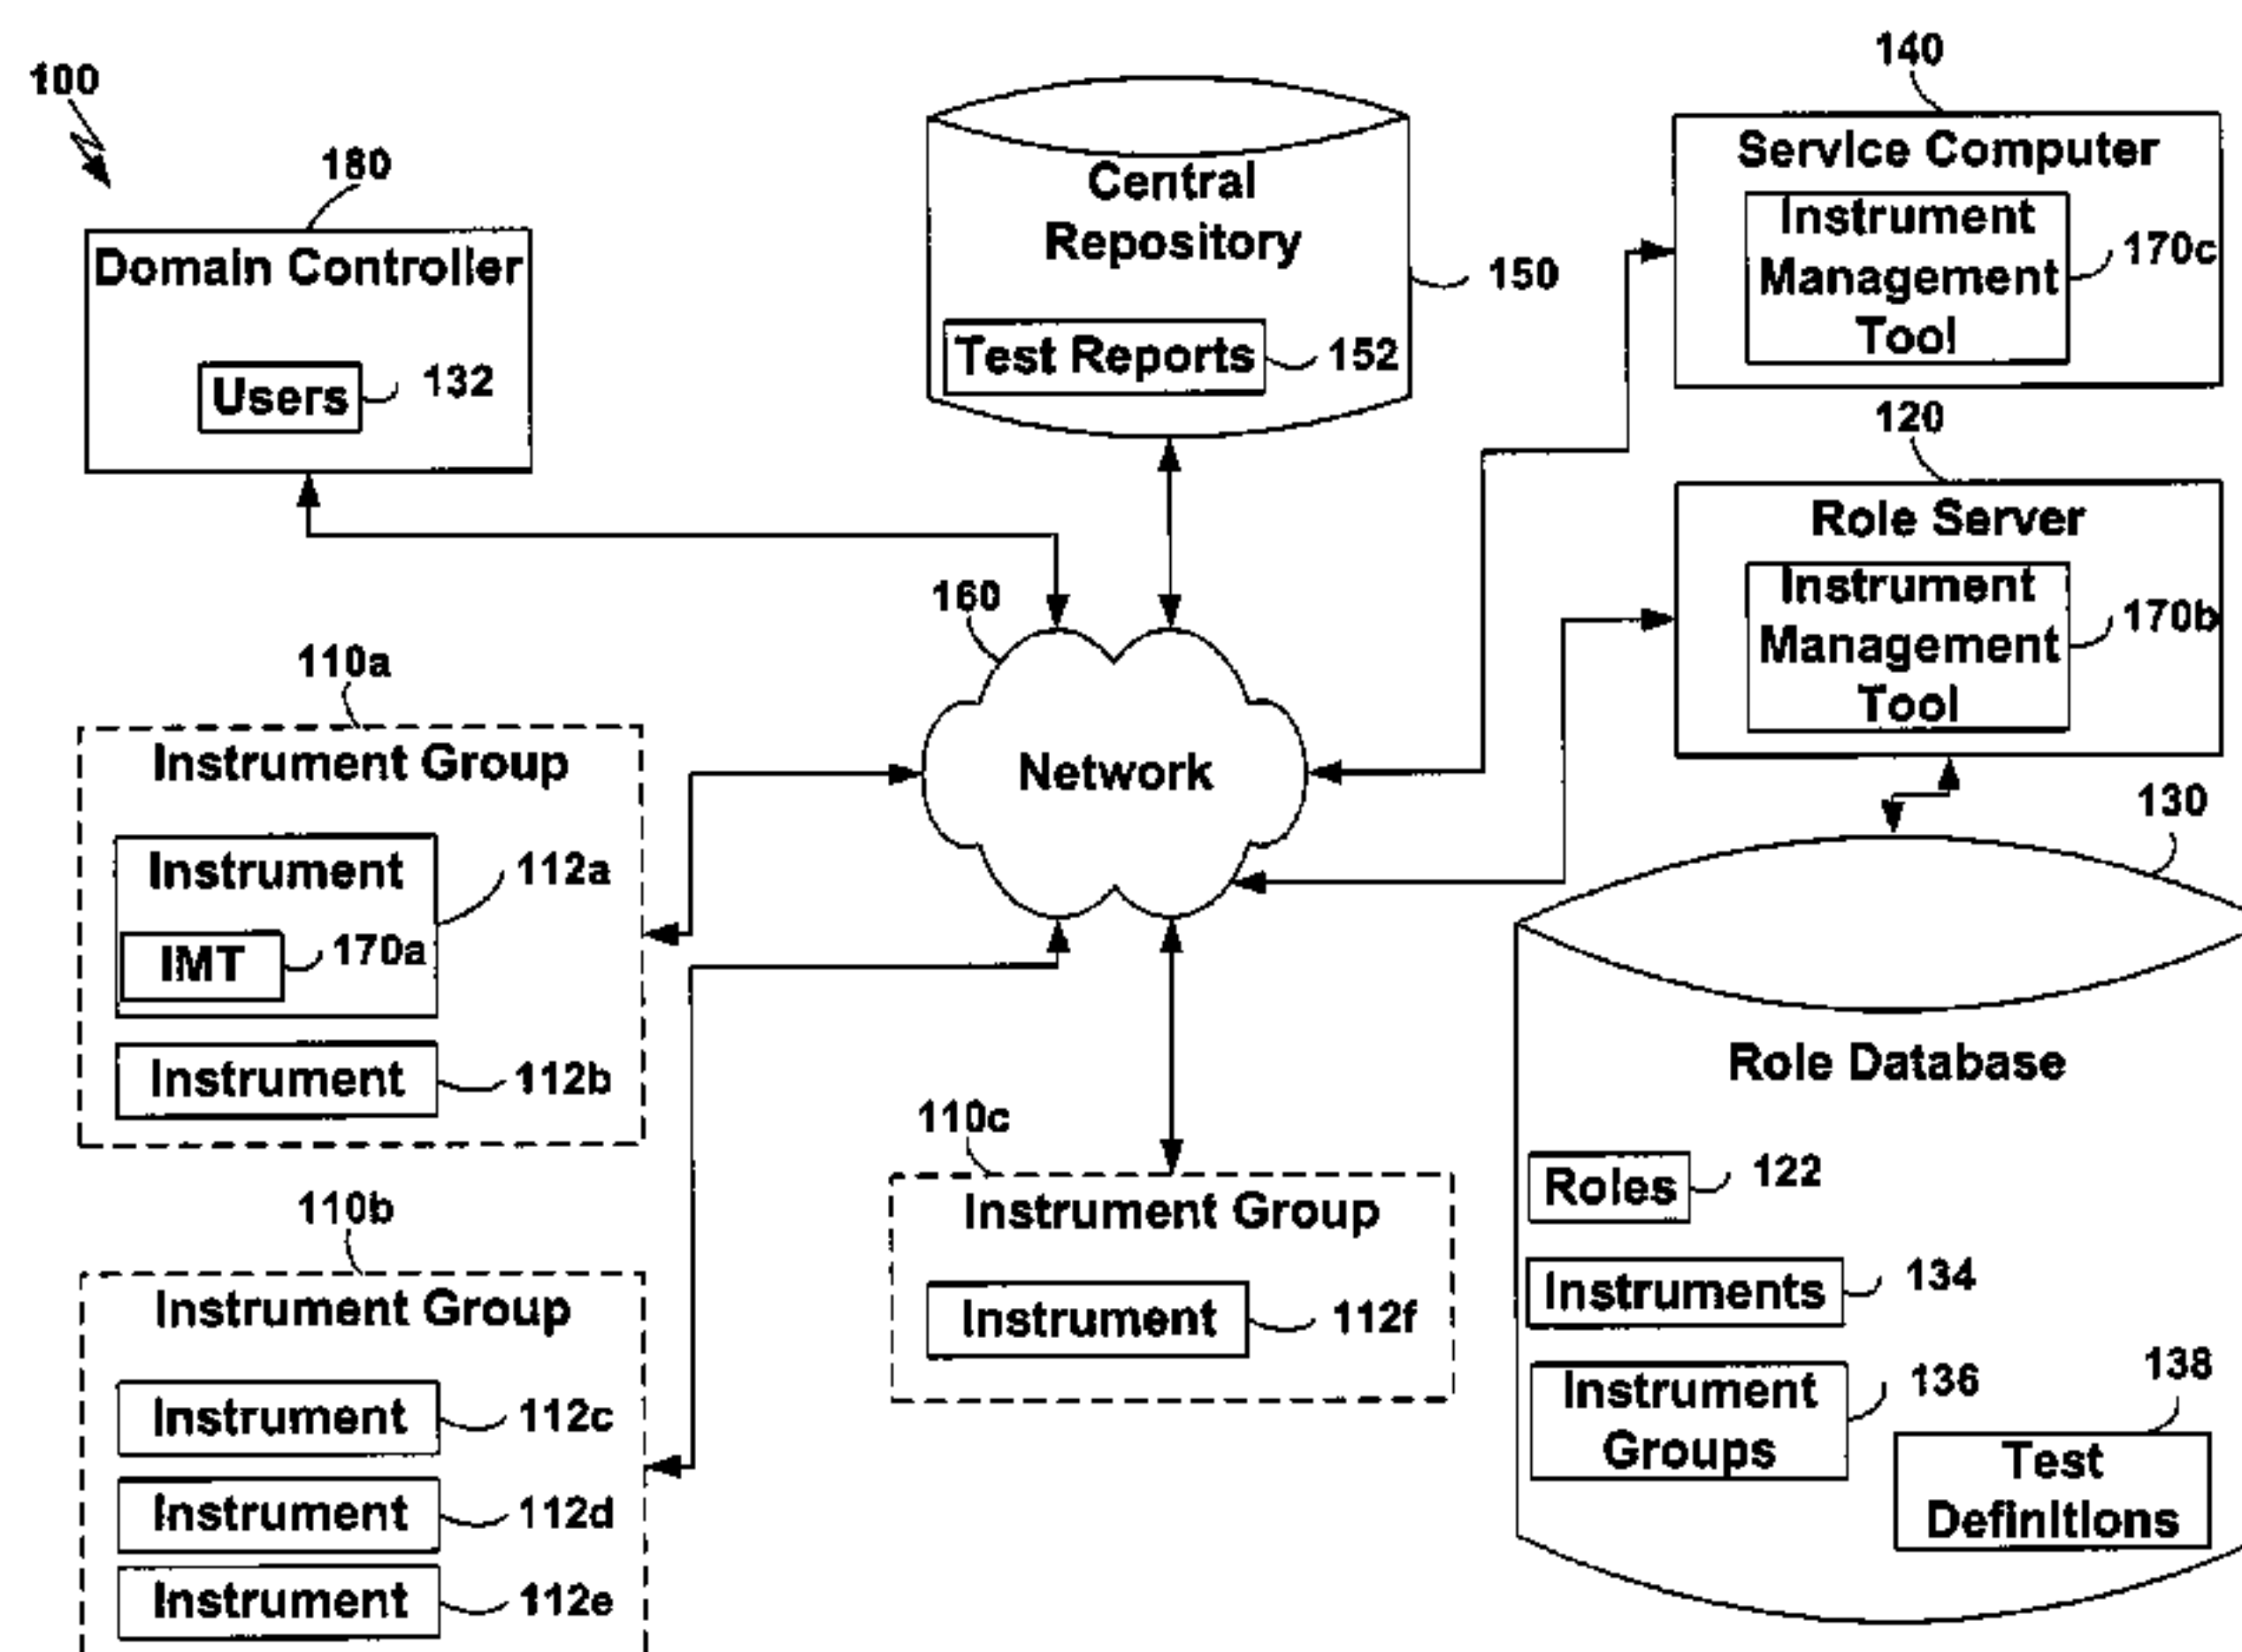 100
180
Domain Controller
Users
132
Central
Repository
150
Test Reports
152
140
Service Computer
Instrument
Management
Tool
170c
120
Role Server
Instrument
Management
Tool
170b
160
Network
110a
Instrument Group
Instrument
112a
IMT
170a
Instrument
112b
110b
Instrument Group
Instrument
112c
Instrument
112d
Instrument
112e
110c
Instrument Group
Instrument
112f
130
Role Database
Roles
122
Instruments
134
Instrument
Groups
136
138
Test
Definitions